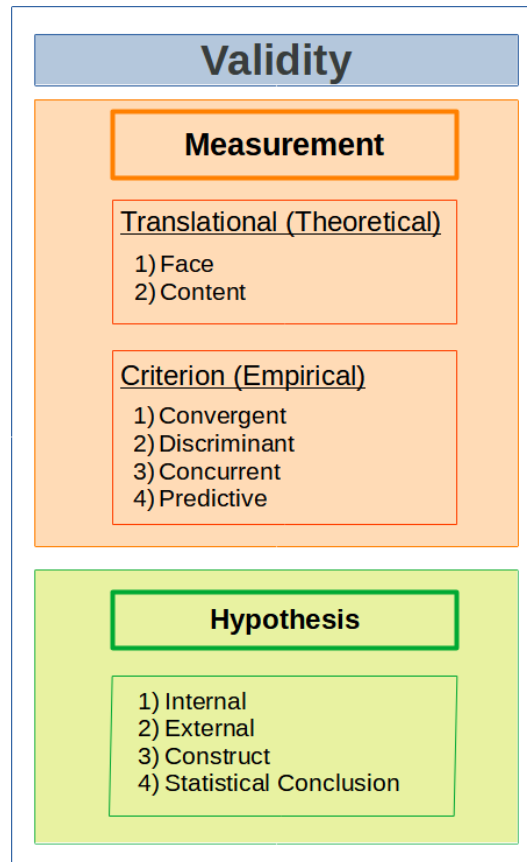 Validity
Measurement
Translational (Theoretical)
1) Face
2) Content
Criterion (Empirical)
1) Convergent
2) Discriminant
3) Concurrent
4) Predictive
Hypothesis
1) Internal
2) External
3) Construct
4) Statistical Conclusion